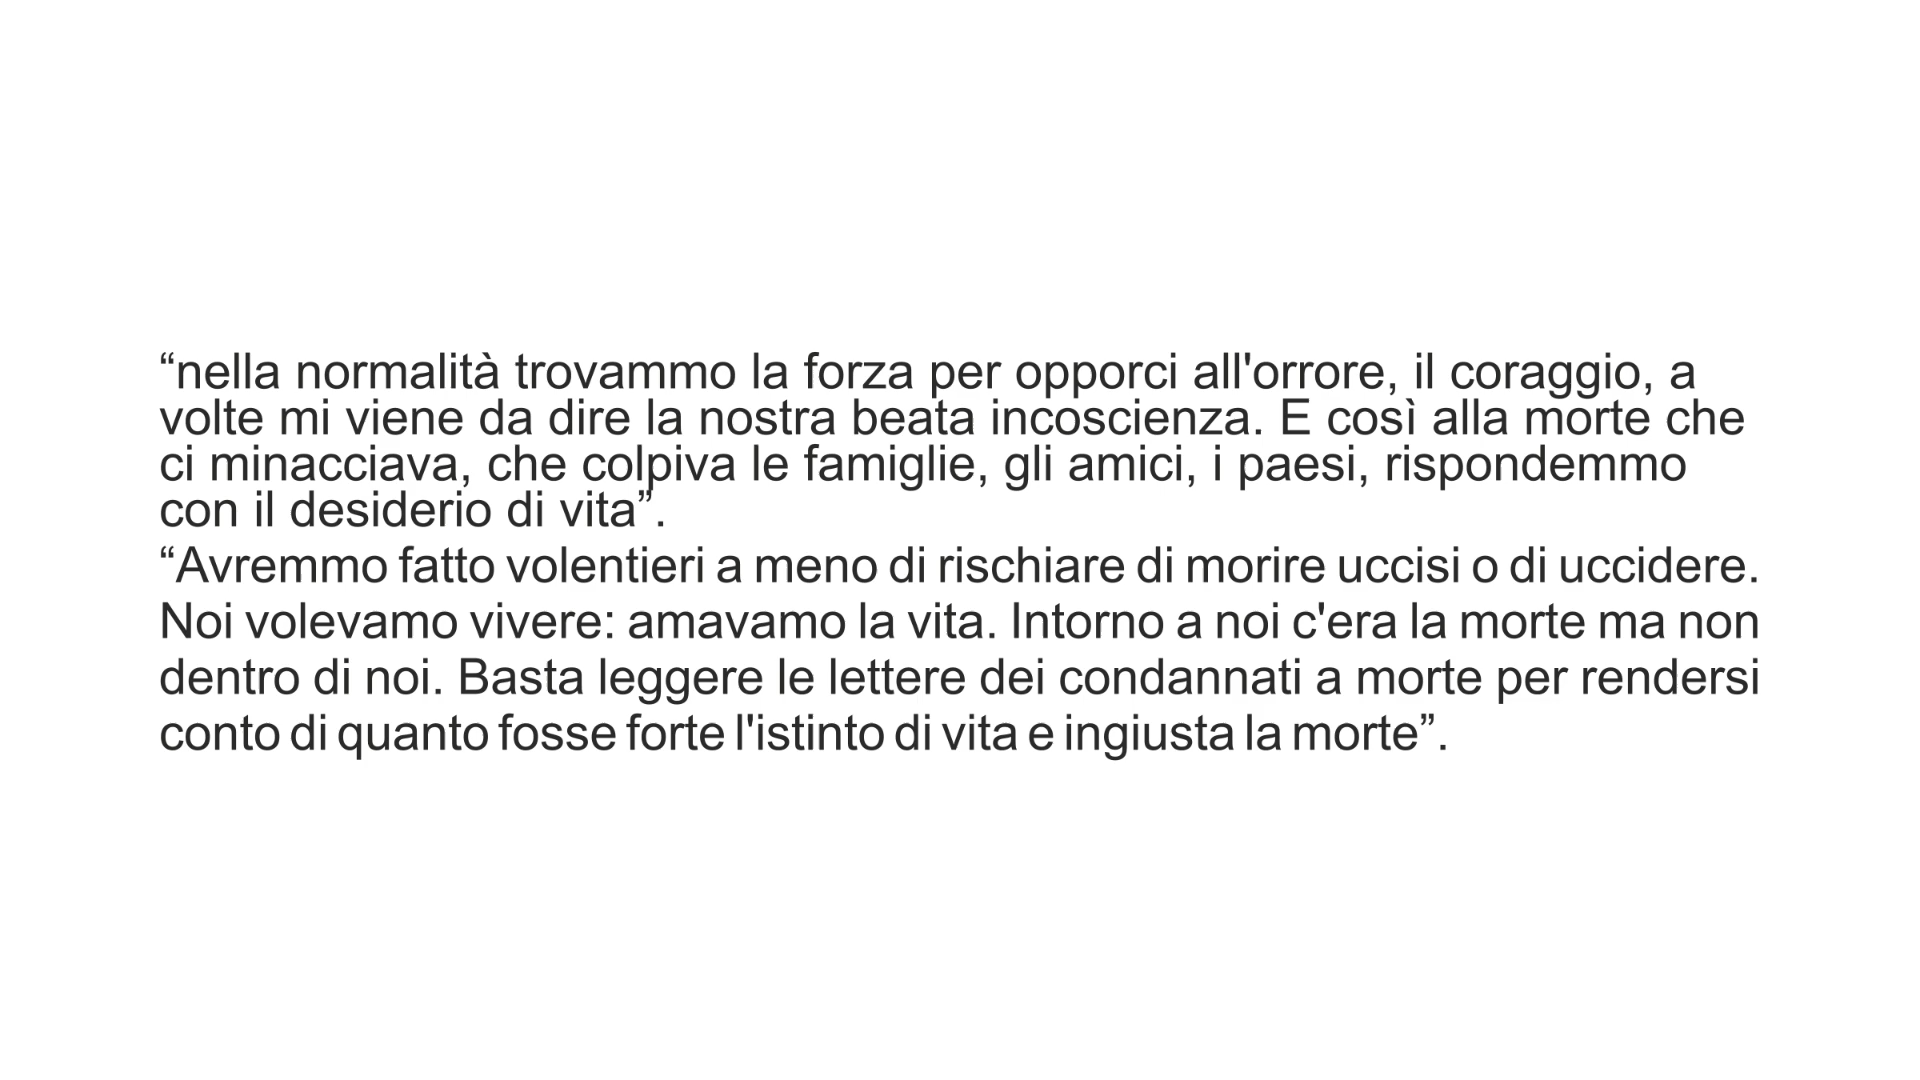 “nella normalità trovammo la forza per opporci all'orrore, il coraggio, a
volte mi viene da dire la nostra beata incoscienza. E così alla morte che
ci minacciava, che colpiva le famiglie, gli amici, i paesi, rispondemmo
con il desiderio di vita”.
“Avremmo fatto volentieri a meno di rischiare di morire uccisi o di uccidere.
Noi volevamo vivere: amavamo la vita. Intorno a noi c'era la morte ma non
dentro di noi. Basta leggere le lettere dei condannati a morte per rendersi
conto di quanto fosse forte l'istinto di vita e ingiusta la morte”.